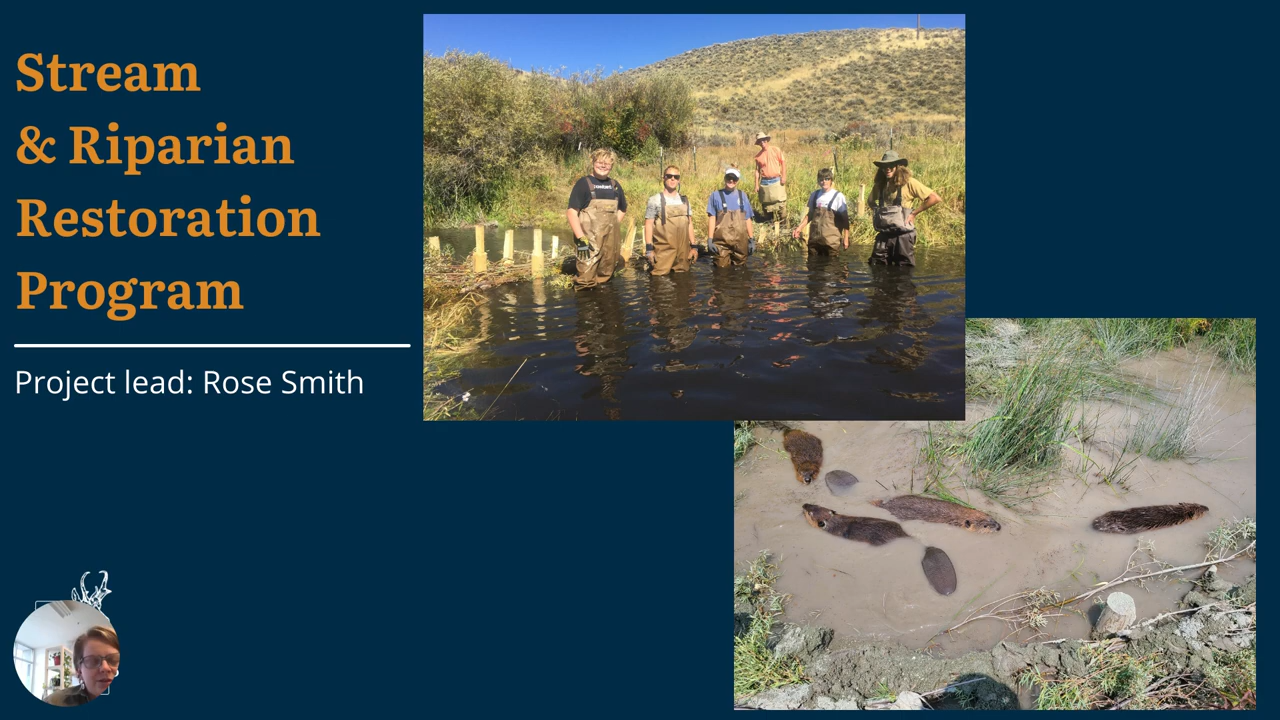 Stream
& Riparian
Restoration
Program
Project lead: Rose Smith